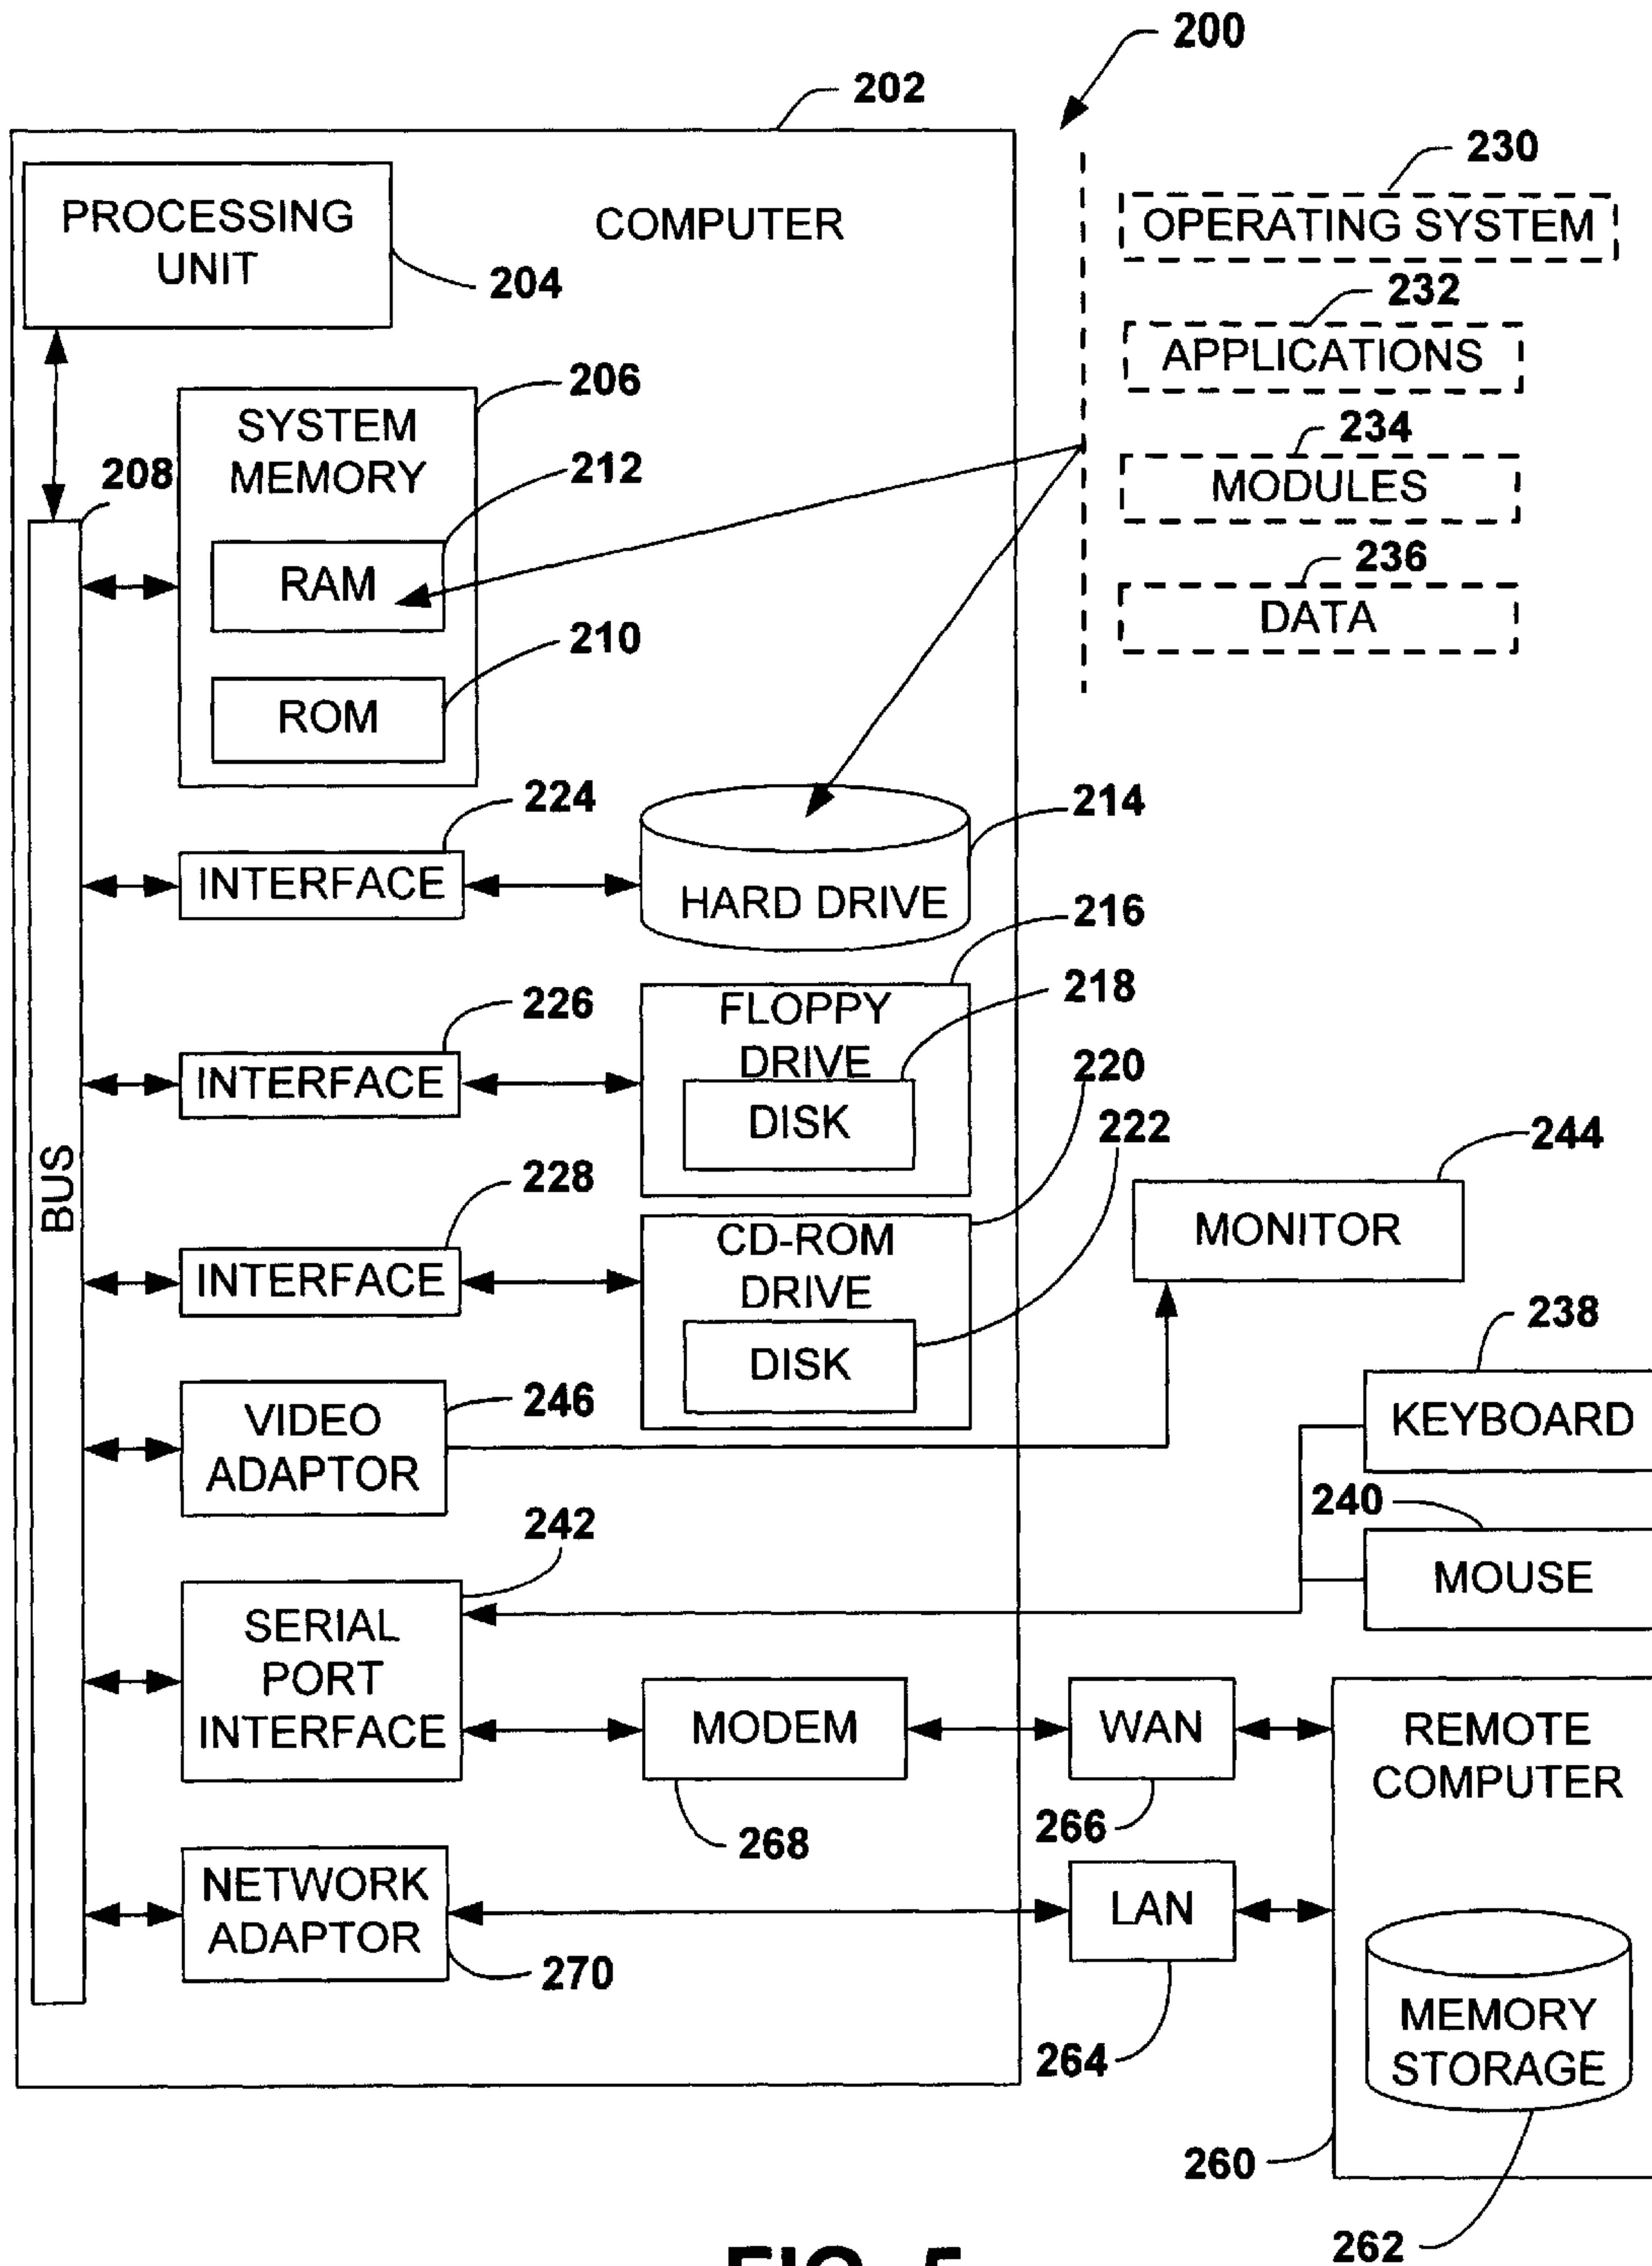 200
202
COMPUTER
PROCESSING
UNIT
204
230
OPERATING SYSTEM
232
APPLICATIONS
234
MODULES
236
DATA
206
SYSTEM
MEMORY
208
212
RAM
210
ROM
BUS
224
INTERFACE
214
HARD DRIVE
216
226
INTERFACE
FLOPPY
DRIVE
218
DISK
220
222
228
INTERFACE
CD-ROM
DRIVE
DISK
244
MONITOR
238
KEYBOARD
246
VIDEO
ADAPTOR
240
MOUSE
242
SERIAL
PORT
INTERFACE
MODEM
268
WAN
266
REMOTE
COMPUTER
NETWORK
ADAPTOR
270
LAN
264
MEMORY
STORAGE
260
262
FIG. 5